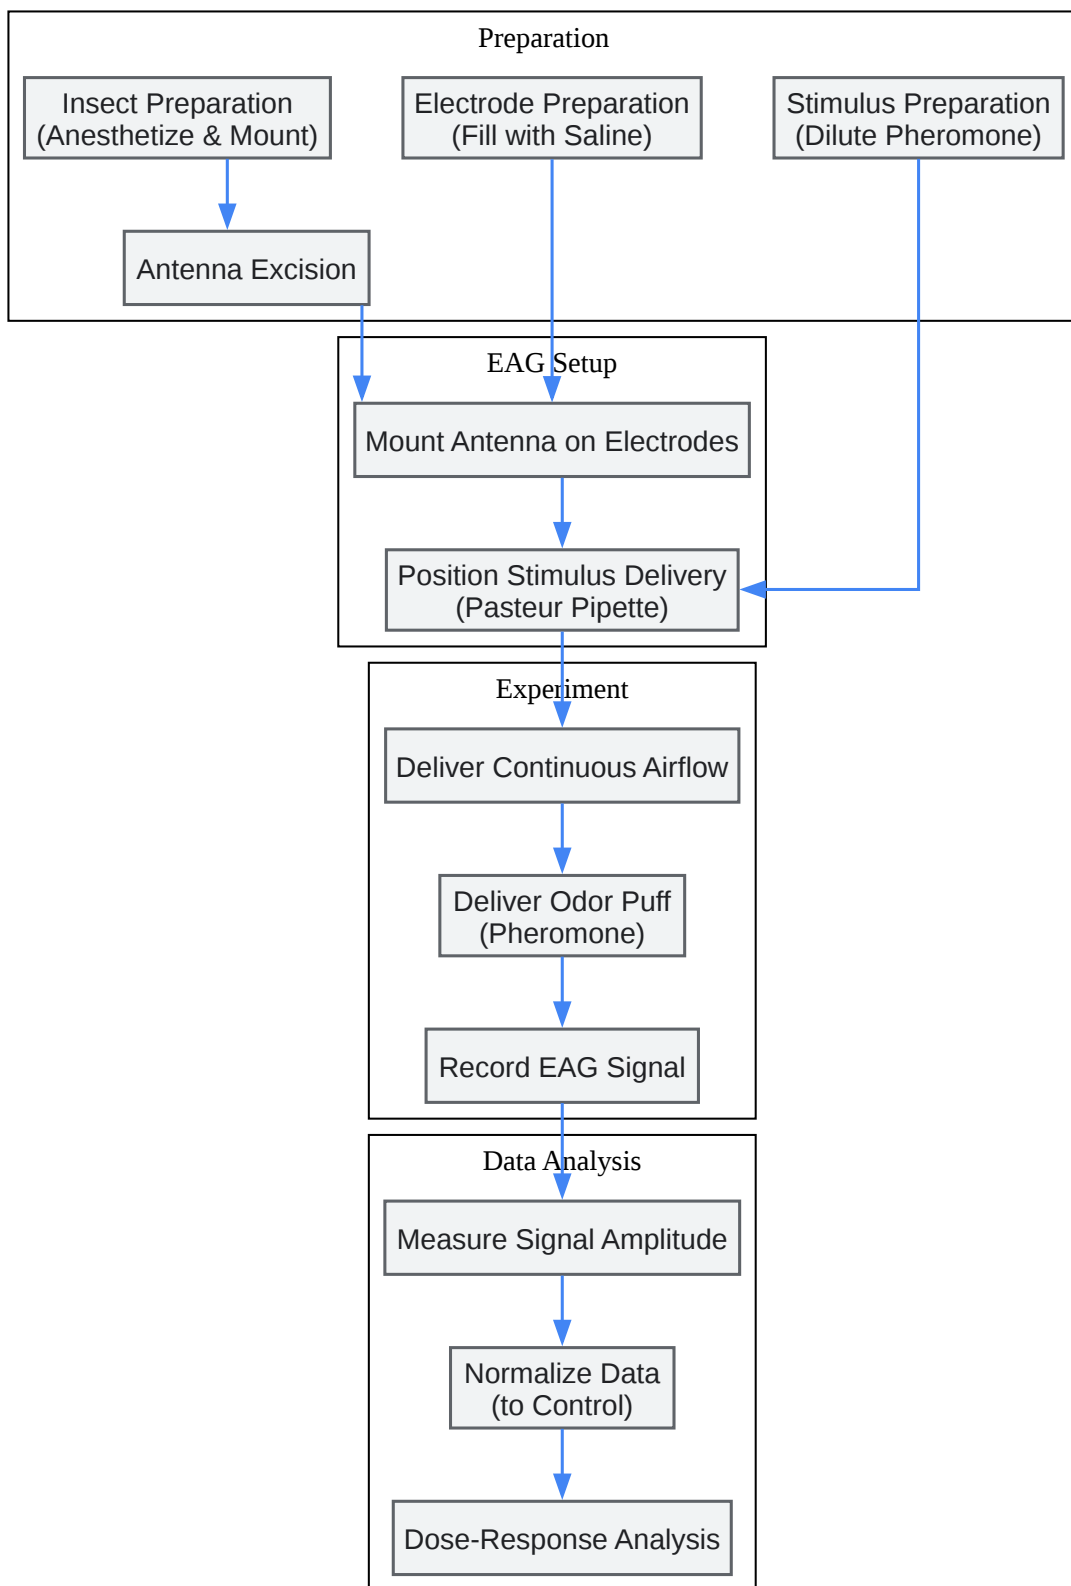 Preparation
Insect Preparation
(Anesthetize & Mount)
Electrode Preparation
(Fill with Saline)
Stimulus Preparation
(Dilute Pheromone)
Antenna Excision
EAG Setup
Mount Antenna on Electrodes
Position Stimulus Delivery
(Pasteur Pipette)
Experiment
Deliver Continuous Airflow
Deliver Odor Puff
(Pheromone)
Record EAG Signal
Data Analysis
Measure Signal Amplitude
Normalize Data
(to Control)
Dose-Response Analysis